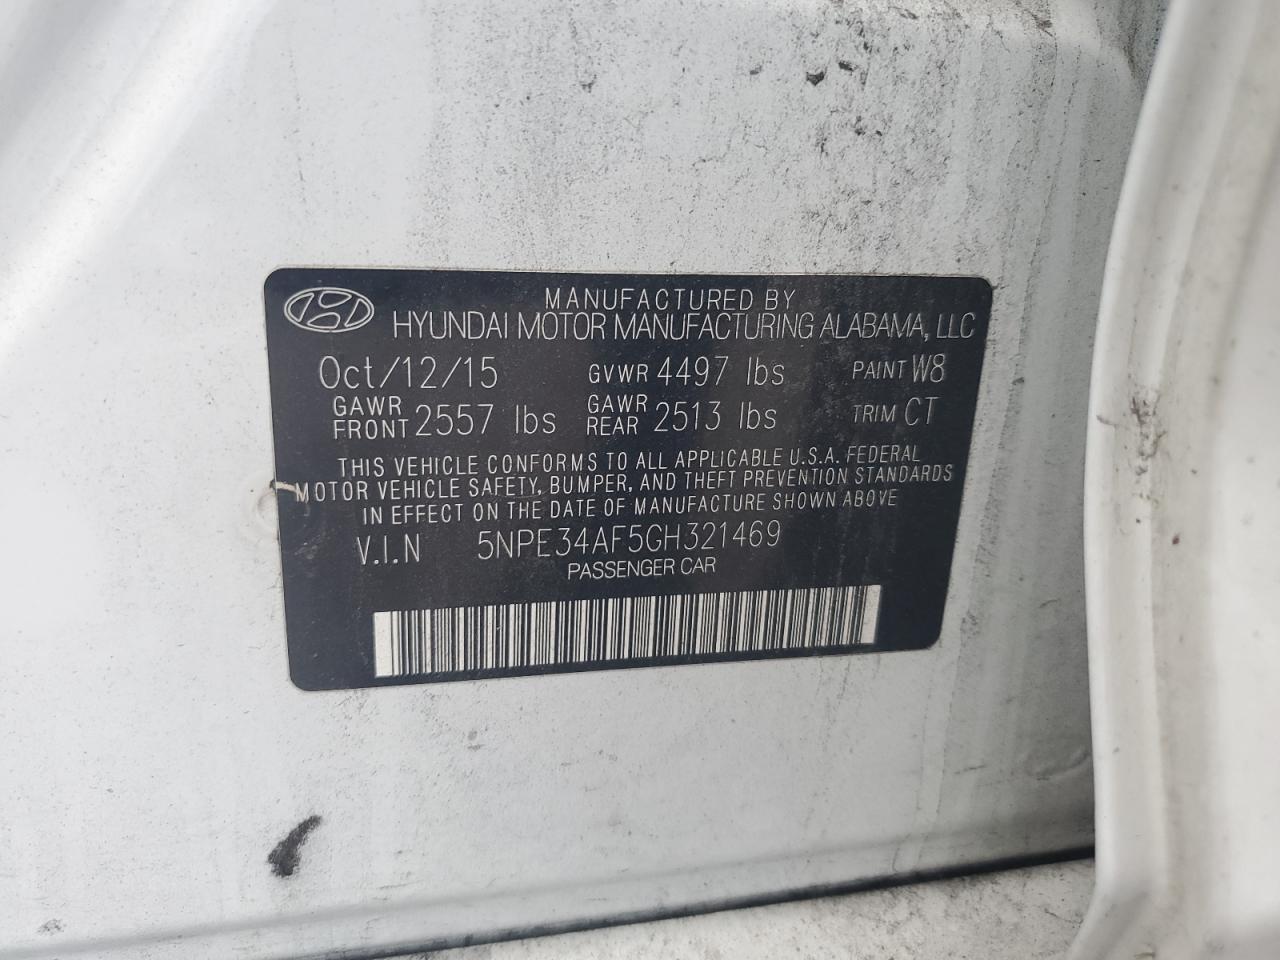 MANUFACTURED BY
HYUNDAI MOTOR MANUFACTURING ALABAMA, LLC
Oct/12/15 GVWR 4497 lbs PAINT W8
GAWR FRONT 2557 lbs GAWR REAR 2513 lbs TRIM CT
THIS VEHICLE CONFORMS TO ALL APPLICABLE U.S.A. FEDERAL
MOTOR VEHICLE SAFETY, BUMPER, AND THEFT PREVENTION STANDARDS
IN EFFECT ON THE DATE OF MANUFACTURE SHOWN ABOVE
V.I.N 5NPE34AF5GH321469
PASSENGER CAR